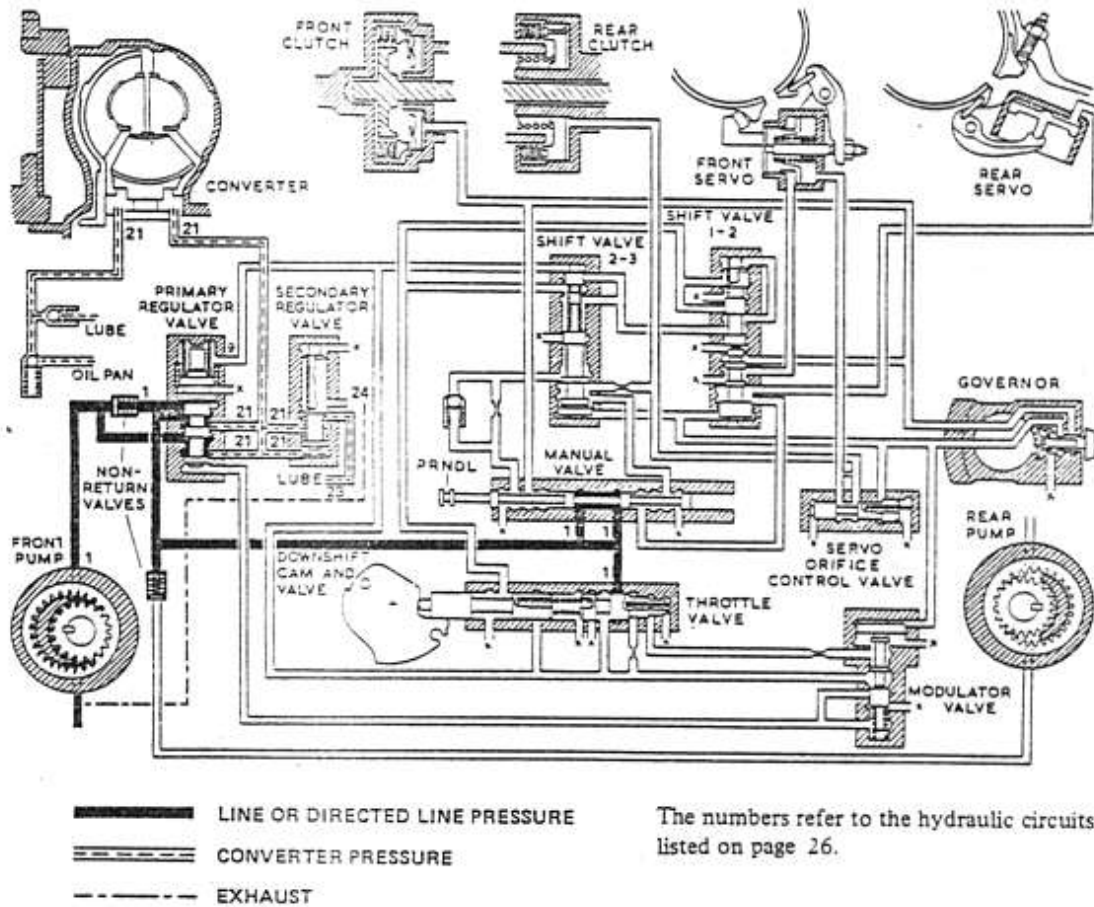 FRONT
CLUTCH
REAR
CLUTCH
CONVERTER
FRONT
SERVO
REAR
SERVO
21
21
SHIFT VALVE
1-2
SHIFT VALVE
2-3
PRIMARY
REGULATOR
VALVE
SECONDARY
REGULATOR
VALVE
LUBE
9
x
x
x
x
x
x
OIL PAN
x
24
GOVERNOR
1
21
21
21
21
NON-
RETURN
VALVES
LUBE
23
PRNDL
MANUAL
VALVE
x
x
x
1
1
FRONT
PUMP
1
REAR
PUMP
x
x
SERVO
ORIFICE
CONTROL VALVE
DOWNSHIFT
CAM AND
VALVE
1
THROTTLE
VALVE
x
x
x
x
x
x
MODULATOR
VALVE
LINE OR DIRECTED LINE PRESSURE
CONVERTER PRESSURE
EXHAUST
The numbers refer to the hydraulic circuits
listed on page 26.